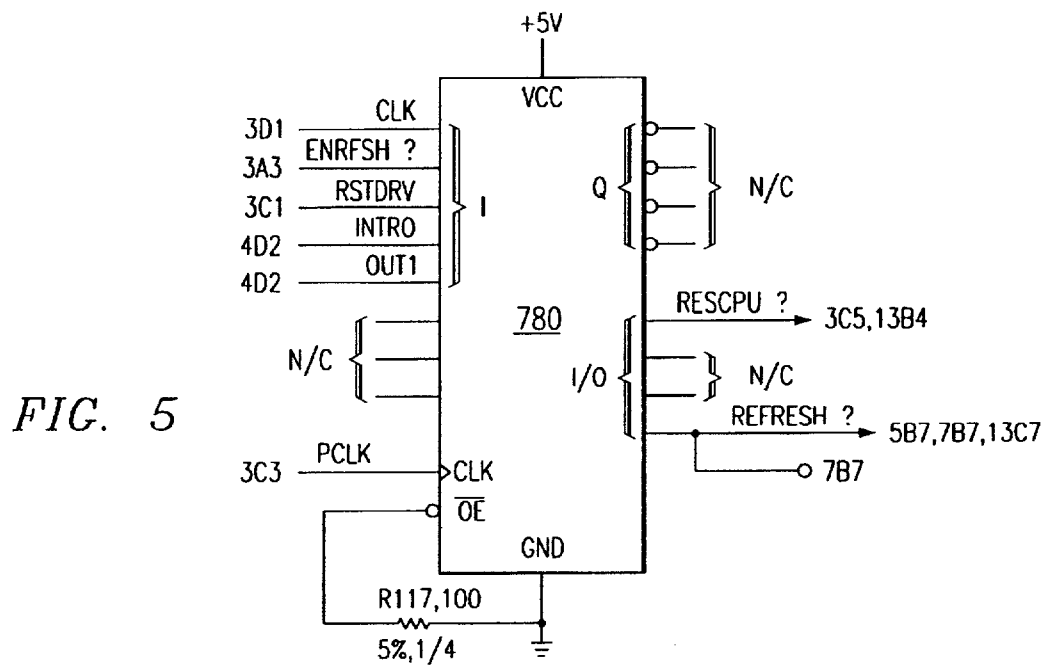 +5V
VCC
3D1 CLK
3A3 ENRFSH ?
3C1 RSTDRV
4D2 INTRO
4D2 OUT1
I
Q
N/C
780
RESCPU ? 3C5,13B4
N/C
I/O
N/C
REFRESH ? 5B7,7B7,13C7
7B7
FIG. 5
3C3 PCLK
CLK
OE
GND
R117,100
5%,1/4